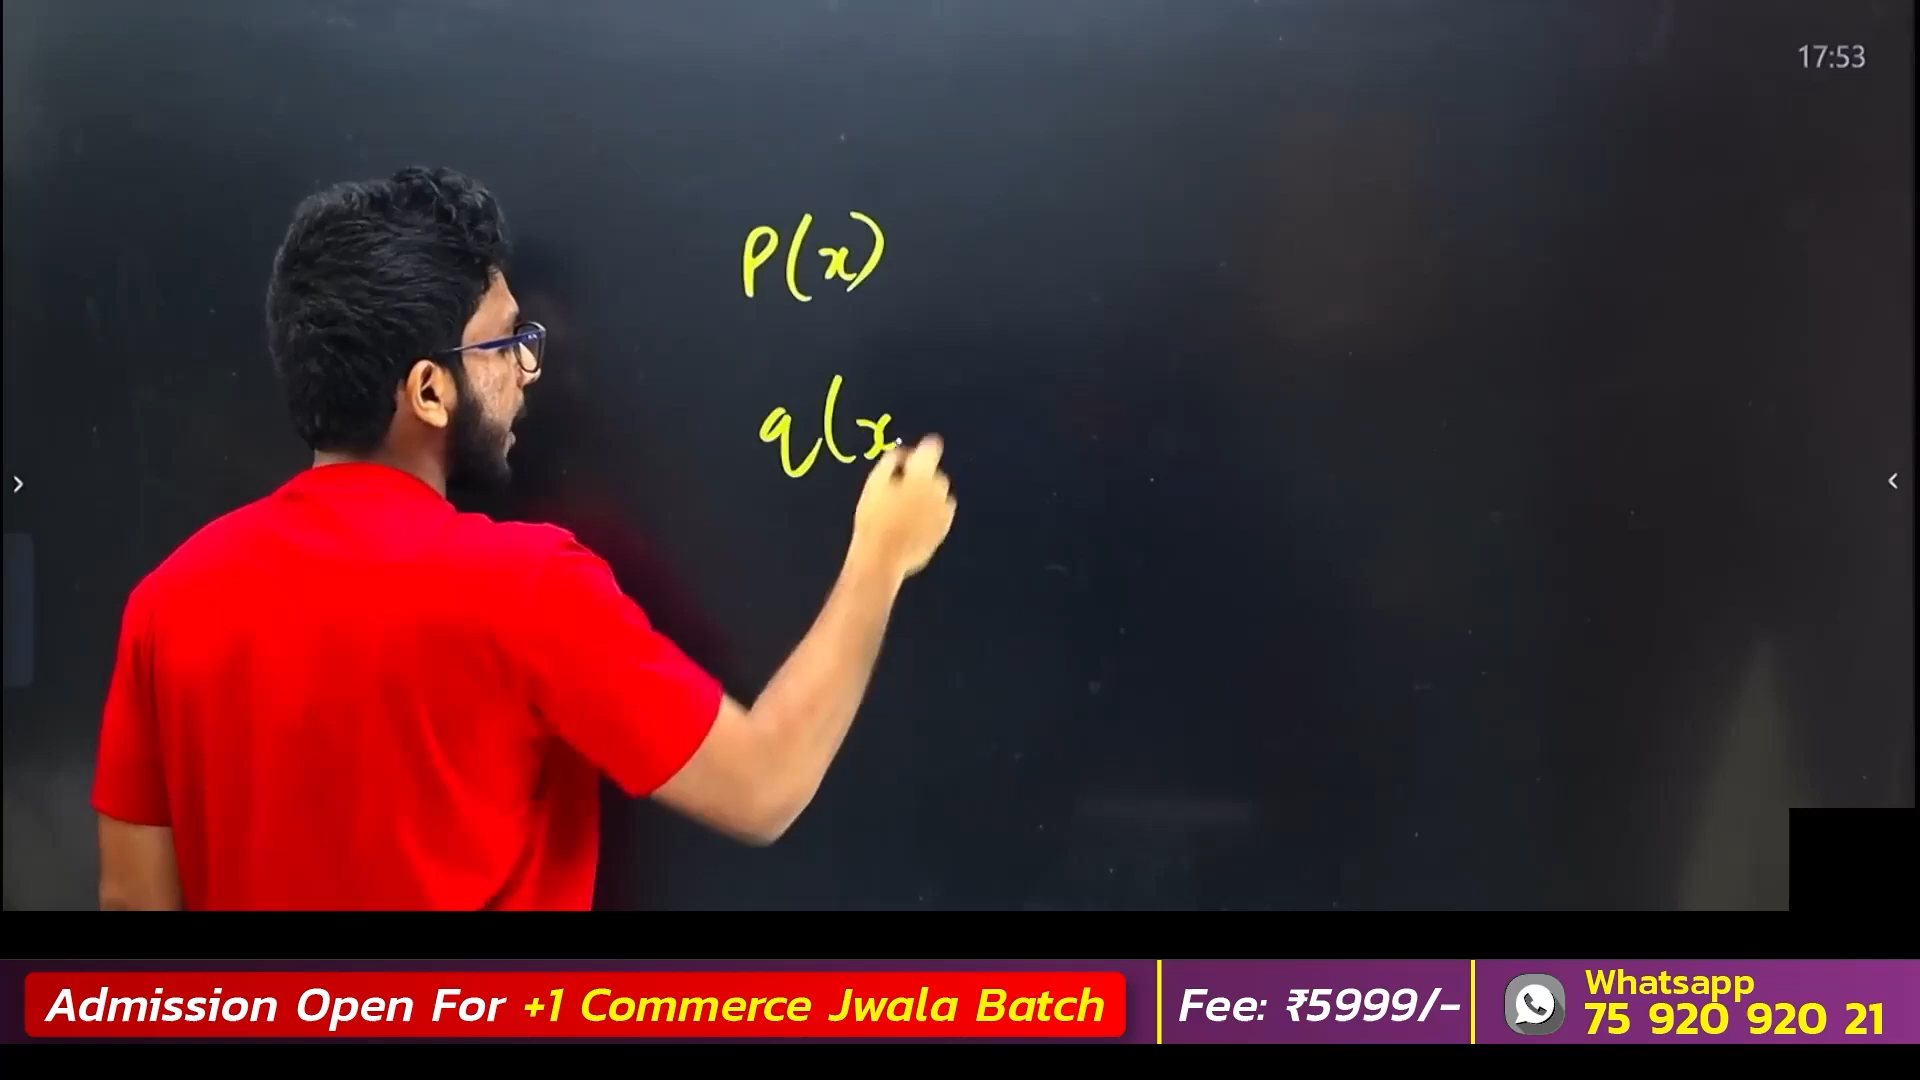 17:53
P(x)
q(x
Admission Open For +1 Commerce Jwala Batch
Fee: ₹5999/-
Whatsapp
75 920 920 21